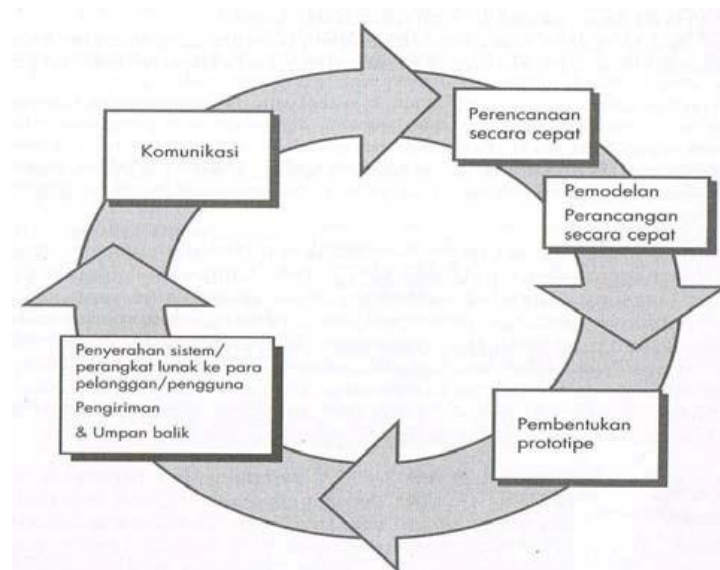 Komunikasi
Perencanaan
secara cepat
Pemodelan
Perancangan
secara cepat
Pembentukan
prototipe
Penyerahan sistem/
perangkat lunak ke para
pelanggan/pengguna
Pengiriman
& Umpan balik